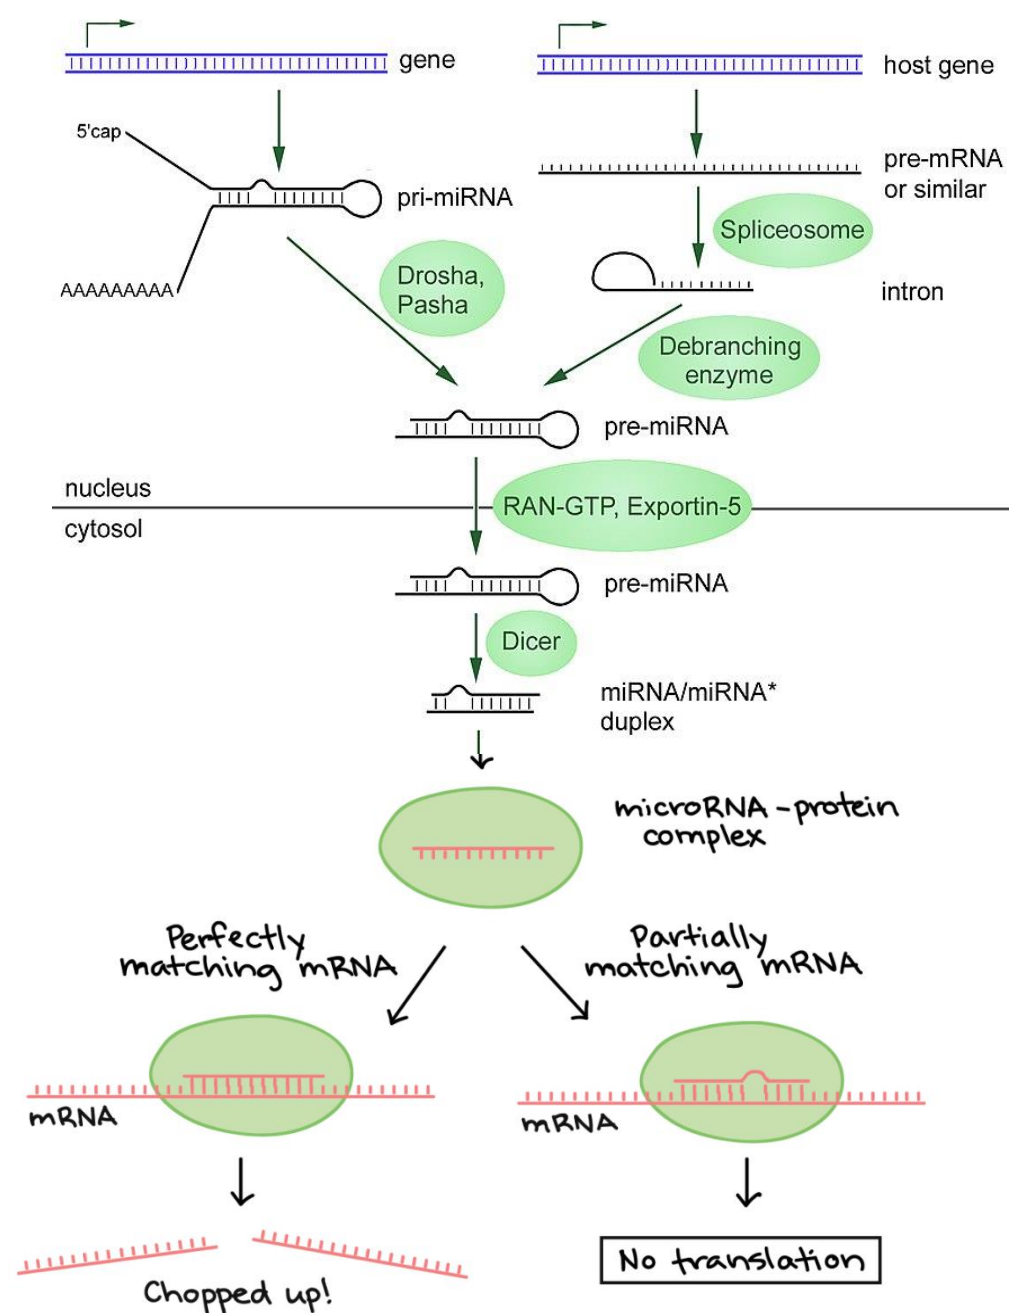 gene
host gene
5'cap
pri-miRNA
AAAAAAAAA
Drosha,
Pasha
pre-mRNA
or similar
Spliceosome
intron
Debranching
enzyme
pre-miRNA
nucleus
cytosol
RAN-GTP, Exportin-5
pre-miRNA
Dicer
miRNA/miRNA*
duplex
microRNA-protein
complex
Perfectly
matching mRNA
Partially
matching mRNA
mRNA
mRNA
Chopped up!
No translation